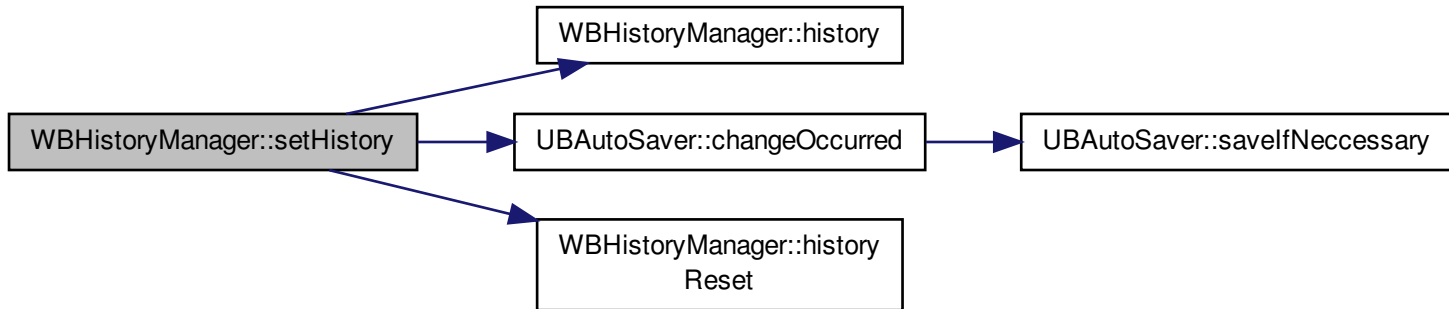 WBHistoryManager::history
WBHistoryManager::setHistory
UBAutoSaver::changeOccurred
UBAutoSaver::saveIfNeccessary
WBHistoryManager::history
Reset